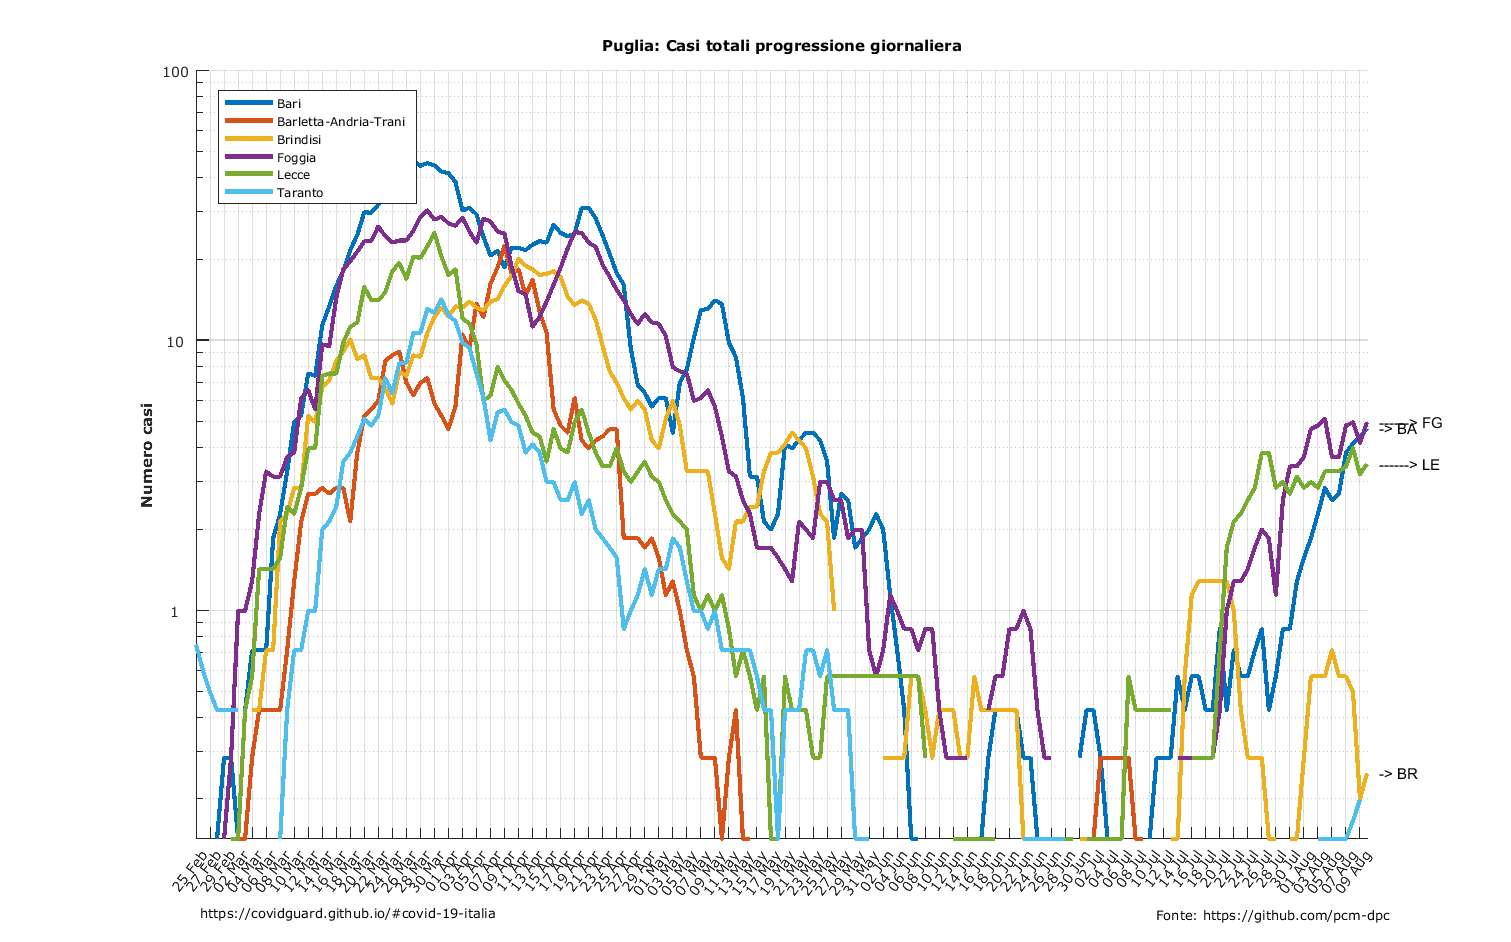 Puglia: Casi totali progressione giornaliera
100
10
1
Numero casi
Bari
Barletta-Andria-Trani
Brindisi
Foggia
Lecce
Taranto
------> FG
-> BA
------> LE
-> BR
25 Feb
27 Feb
29 Feb
02 Mar
04 Mar
06 Mar
08 Mar
10 Mar
12 Mar
14 Mar
16 Mar
18 Mar
20 Mar
22 Mar
24 Mar
26 Mar
28 Mar
30 Mar
01 Apr
03 Apr
05 Apr
07 Apr
09 Apr
11 Apr
13 Apr
15 Apr
17 Apr
19 Apr
21 Apr
23 Apr
25 Apr
27 Apr
29 Apr
01 May
03 May
05 May
07 May
09 May
11 May
13 May
15 May
17 May
19 May
21 May
23 May
25 May
27 May
29 May
31 May
02 Jun
04 Jun
06 Jun
08 Jun
10 Jun
12 Jun
14 Jun
16 Jun
18 Jun
20 Jun
22 Jun
24 Jun
26 Jun
28 Jun
30 Jun
02 Jul
04 Jul
06 Jul
08 Jul
10 Jul
12 Jul
14 Jul
16 Jul
18 Jul
20 Jul
22 Jul
24 Jul
26 Jul
28 Jul
30 Jul
01 Aug
03 Aug
05 Aug
07 Aug
09 Aug
https://covidguard.github.io/#covid-19-italia
Fonte: https://github.com/pcm-dpc